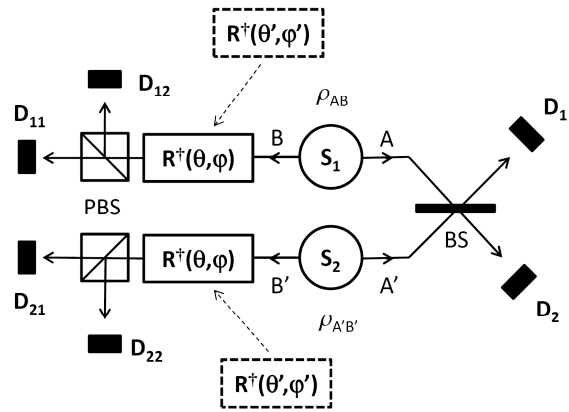 R†(θ',φ')
D12
ρAB
D11
D1
B
A
R†(θ,φ)
S1
PBS
BS
R†(θ,φ)
S2
D21
B'
A'
D2
D22
ρA'B'
R†(θ',φ')